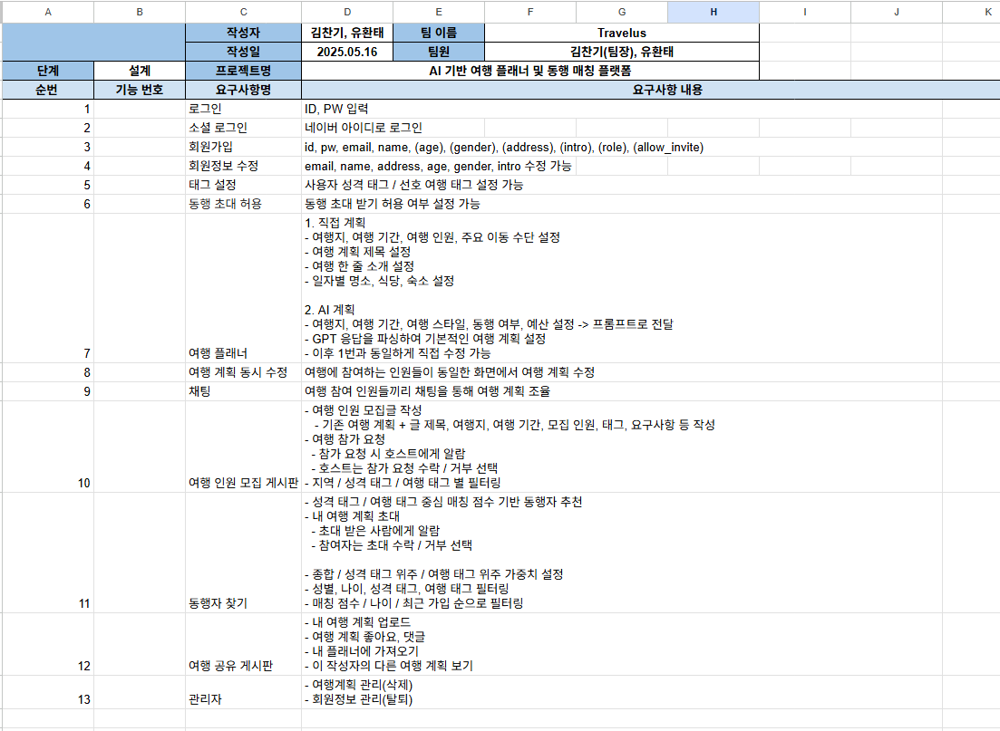 A B C D E F G H I J K
작성자 김찬기, 유환태 팀 이름 Travelus
작성일 2025.05.16 팀원 김찬기(팀장), 유환태
단계 설계 프로젝트명 AI 기반 여행 플래너 및 동행 매칭 플랫폼
순번 기능 번호 요구사항명 요구사항 내용
1 로그인 ID, PW 입력
2 소셜 로그인 네이버 아이디로 로그인
3 회원가입 id, pw, email, name, (age), (gender), (address), (intro), (role), (allow_invite)
4 회원정보 수정 email, name, address, age, gender, intro 수정 가능
5 태그 설정 사용자 성격 태그 / 선호 여행 태그 설정 가능
6 동행 초대 허용 동행 초대 받기 허용 여부 설정 가능
1. 직접 계획
- 여행지, 여행 기간, 여행 인원, 주요 이동 수단 설정
- 여행 계획 제목 설정
- 여행 한 줄 소개 설정
- 일자별 명소, 식당, 숙소 설정
2. AI 계획
- 여행지, 여행 기간, 여행 스타일, 동행 여부, 예산 설정 -> 프롬프트로 전달
- GPT 응답을 파싱하여 기본적인 여행 계획 설정
7 여행 플래너 - 이후 1번과 동일하게 직접 수정 가능
8 여행 계획 동시 수정 여행에 참여하는 인원들이 동일한 화면에서 여행 계획 수정
9 채팅 여행 참여 인원들끼리 채팅을 통해 여행 계획 조율
- 여행 인원 모집글 작성
- 기존 여행 계획 + 글 제목, 여행지, 여행 기간, 모집 인원, 태그, 요구사항 등 작성
- 여행 참가 요청
- 참가 요청 시 호스트에게 알람
- 호스트는 참가 요청 수락 / 거부 선택
10 여행 인원 모집 게시판 - 지역 / 성격 태그 / 여행 태그 별 필터링
- 성격 태그 / 여행 태그 중심 매칭 점수 기반 동행자 추천
- 내 여행 계획 초대
- 초대 받은 사람에게 알람
- 참여자는 초대 수락 / 거부 선택
- 종합 / 성격 태그 위주 / 여행 태그 위주 가중치 설정
- 성별, 나이, 성격 태그, 여행 태그 필터링
11 동행자 찾기 - 매칭 점수 / 나이 / 최근 가입 순으로 필터링
- 내 여행 계획 업로드
- 여행 계획 좋아요, 댓글
- 내 플래너에 가져오기
12 여행 공유 게시판 - 이 작성자의 다른 여행 계획 보기
- 여행계획 관리(삭제)
13 관리자 - 회원정보 관리(탈퇴)